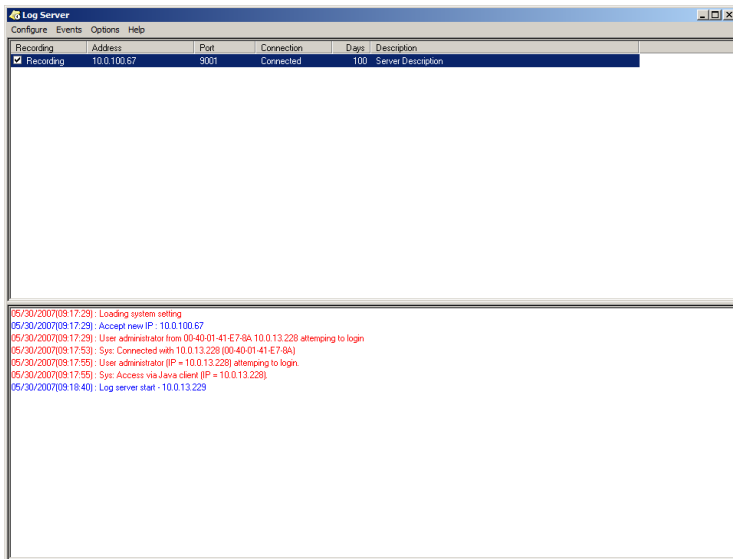 Log Server
Configure Events Options Help
Recording Address Port Connection Days Description
Recording 10.0.100.67 9001 Connected 100 Server Description
05/30/2007(09:17:29) : Loading system setting
05/30/2007(09:17:29) : Accept new IP : 10.0.100.67
05/30/2007(09:17:29) : User administrator from 00-40-01-41-E7-8A 10.0.13.228 attemping to login
05/30/2007(09:17:53) : Sys: Connected with 10.0.13.228 (00-40-01-41-E7-8A)
05/30/2007(09:17:55) : User administrator (IP = 10.0.13.228) attemping to login.
05/30/2007(09:17:55) : Sys: Access via Java client (IP = 10.0.13.228).
05/30/2007(09:18:40) : Log server start - 10.0.13.229